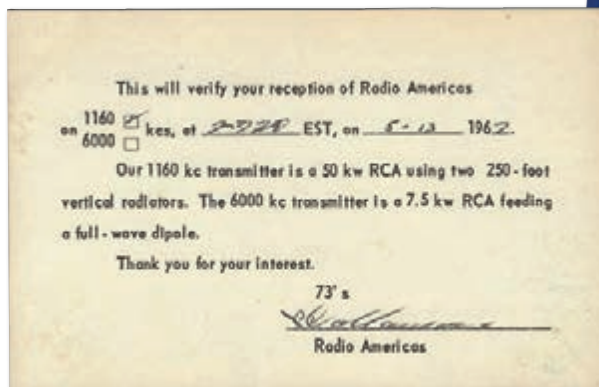 This will verify your reception of Radio Americas
on 1160 ☑ 6000 ☐ kcs, at EST, on 1962.
Our 1160 kc transmitter is a 50 kw RCA using two 250-foot
vertical radiators. The 6000 kc transmitter is a 7.5 kw RCA feeding
a full-wave dipole.
Thank you for your interest.
73's
Radio Americas